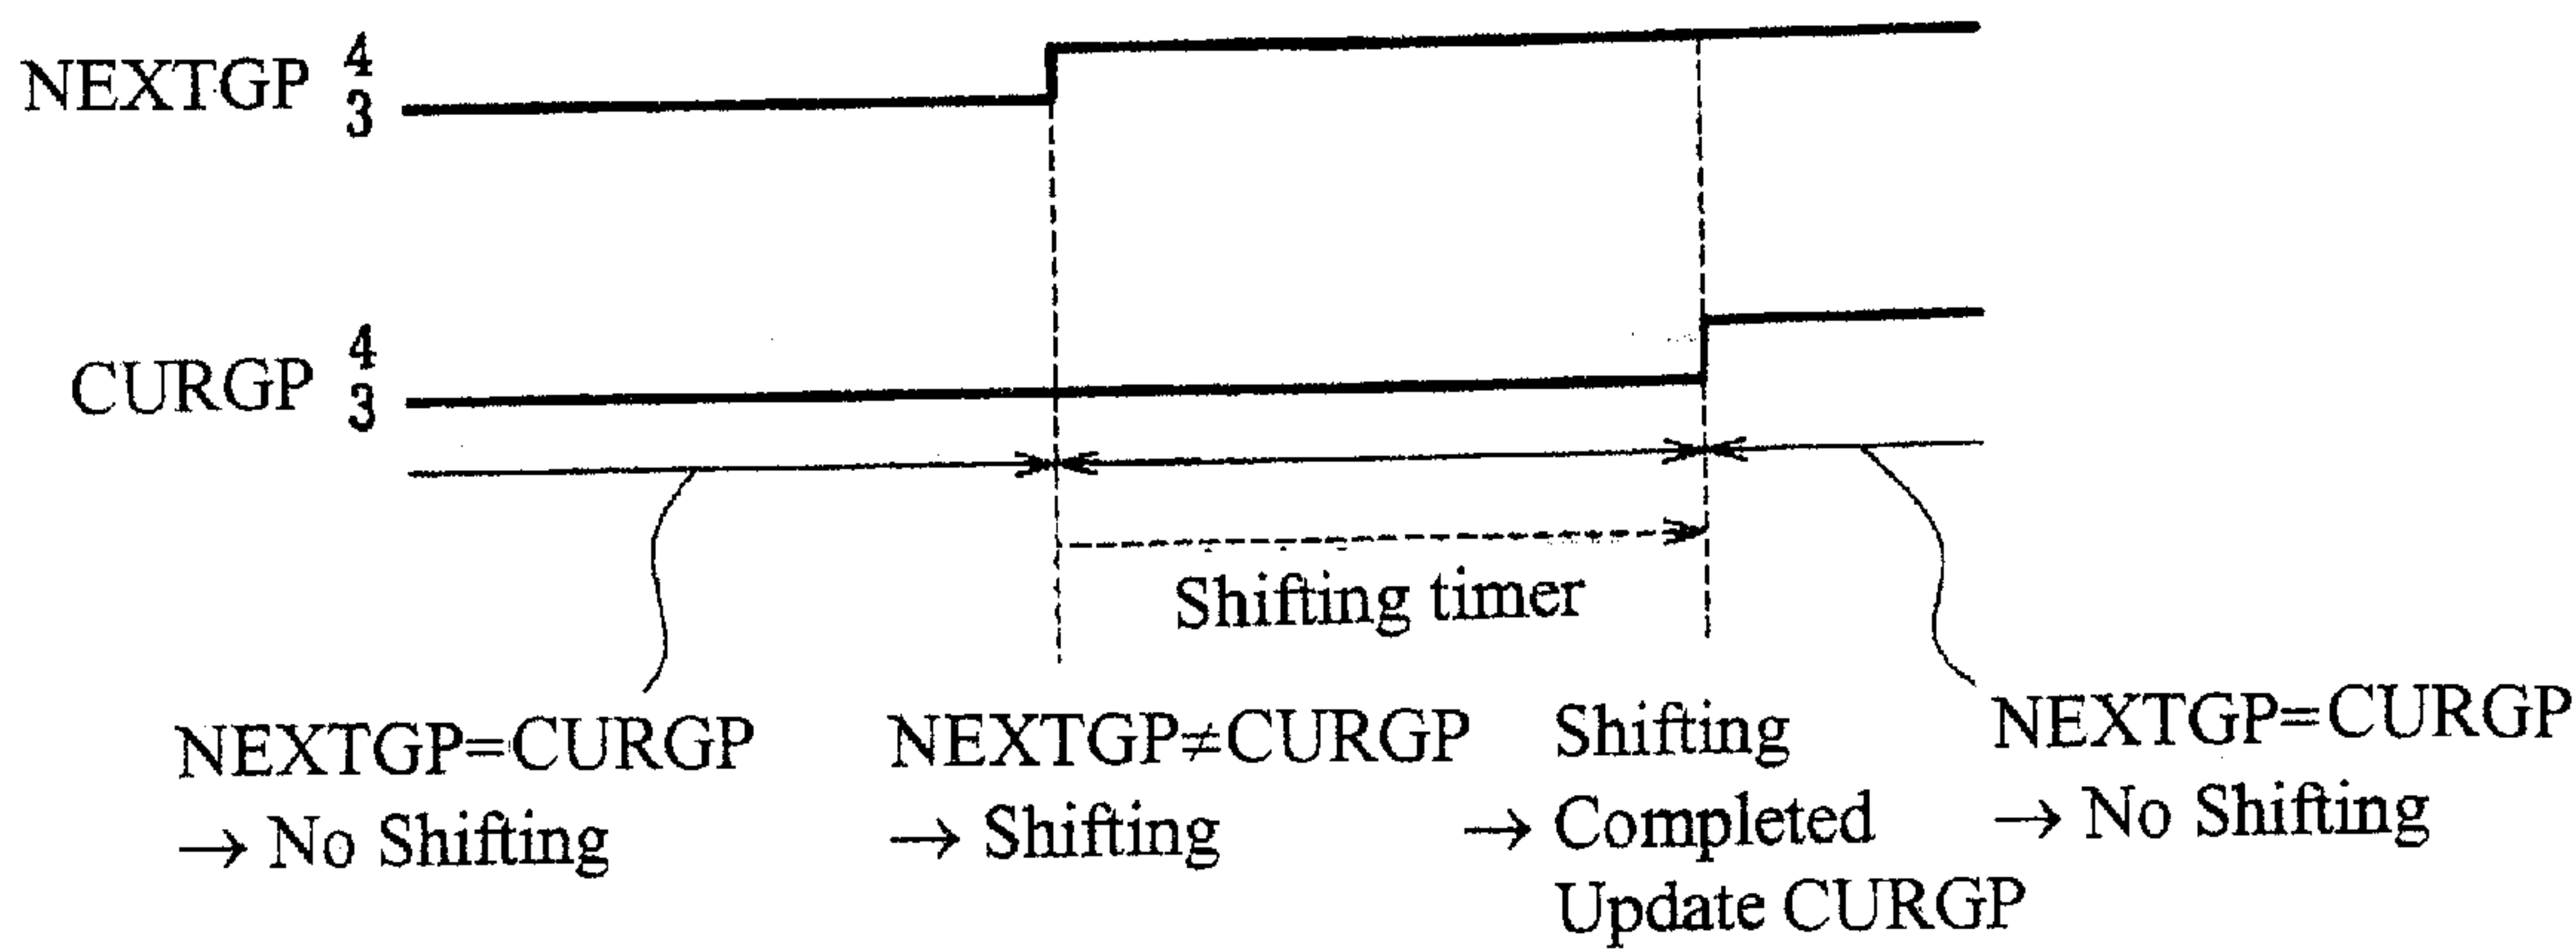 NEXTGP 4
3
CURGP 4
3
Shifting timer
NEXTGP=CURGP
→ No Shifting
NEXTGP≠CURGP
→ Shifting
Shifting
→ Completed
Update CURGP
NEXTGP=CURGP
→ No Shifting